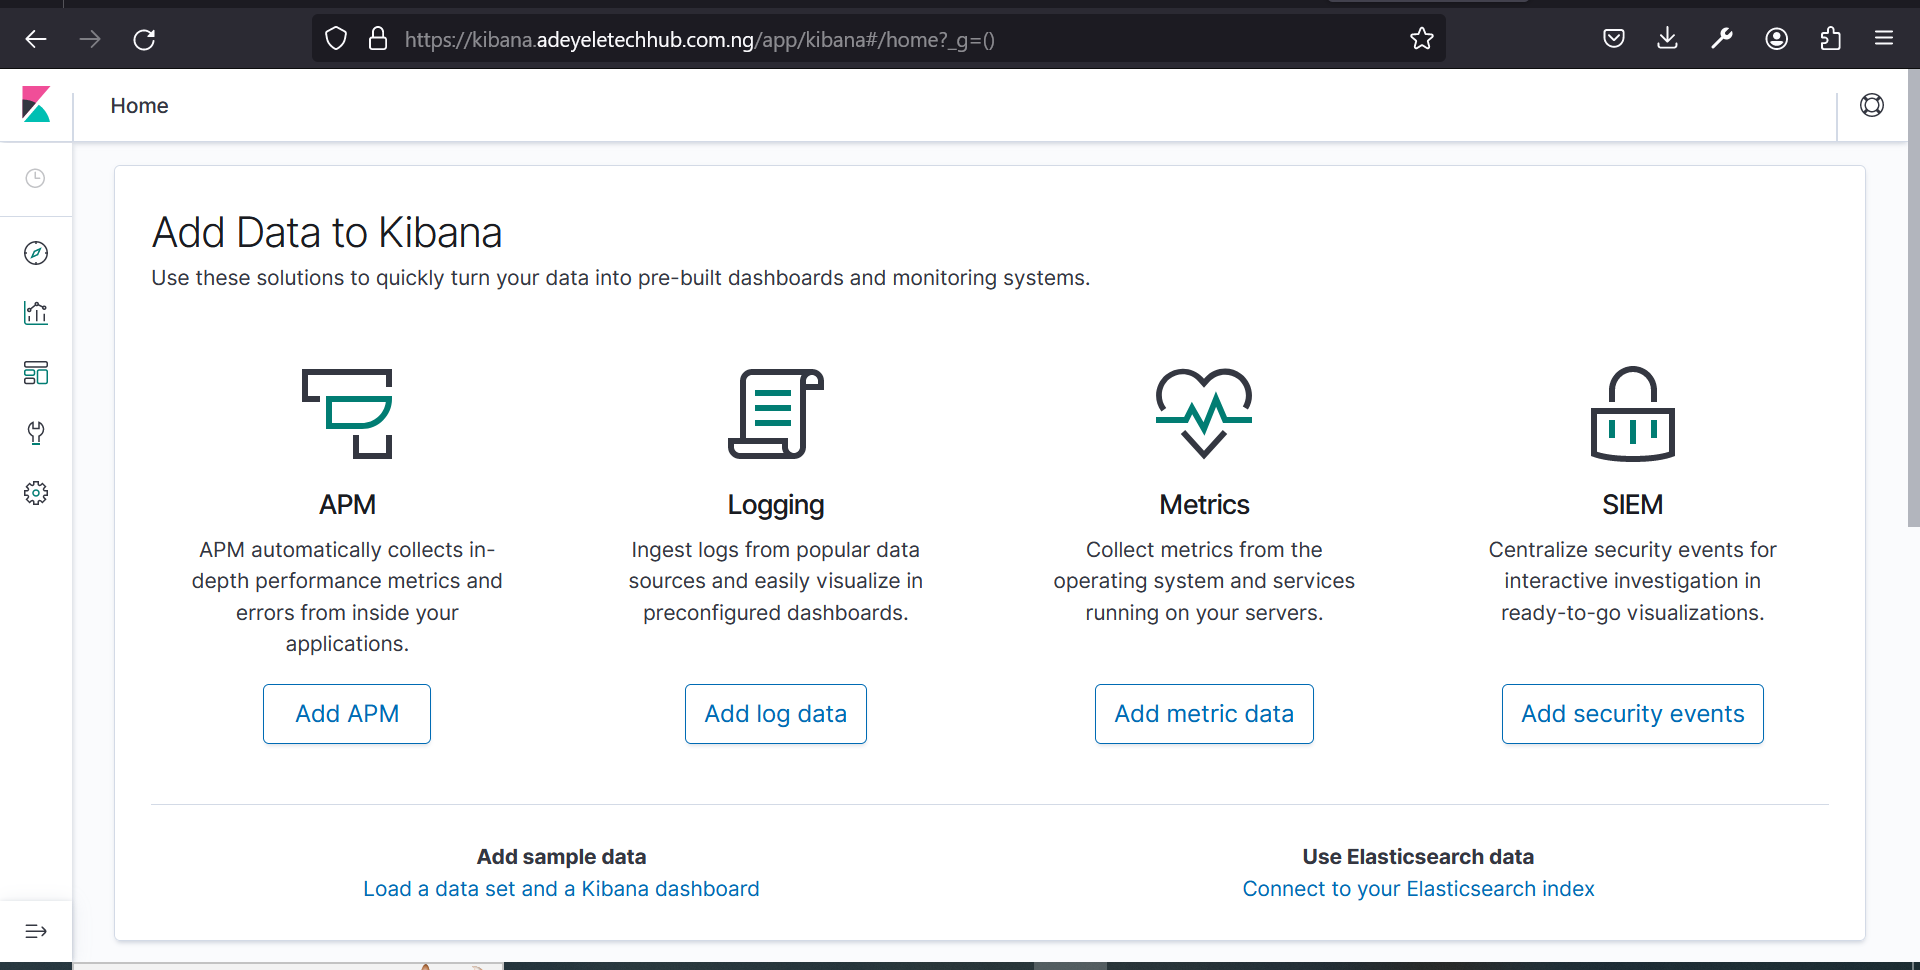 https://kibana.adeyeletechhub.com.ng/app/kibana#/home?_g=()
Home
Add Data to Kibana
Use these solutions to quickly turn your data into pre-built dashboards and monitoring systems.
APM
APM automatically collects in-
depth performance metrics and
errors from inside your
applications.
Add APM
Logging
Ingest logs from popular data
sources and easily visualize in
preconfigured dashboards.
Add log data
Metrics
Collect metrics from the
operating system and services
running on your servers.
Add metric data
SIEM
Centralize security events for
interactive investigation in
ready-to-go visualizations.
Add security events
Add sample data
Load a data set and a Kibana dashboard
Use Elasticsearch data
Connect to your Elasticsearch index